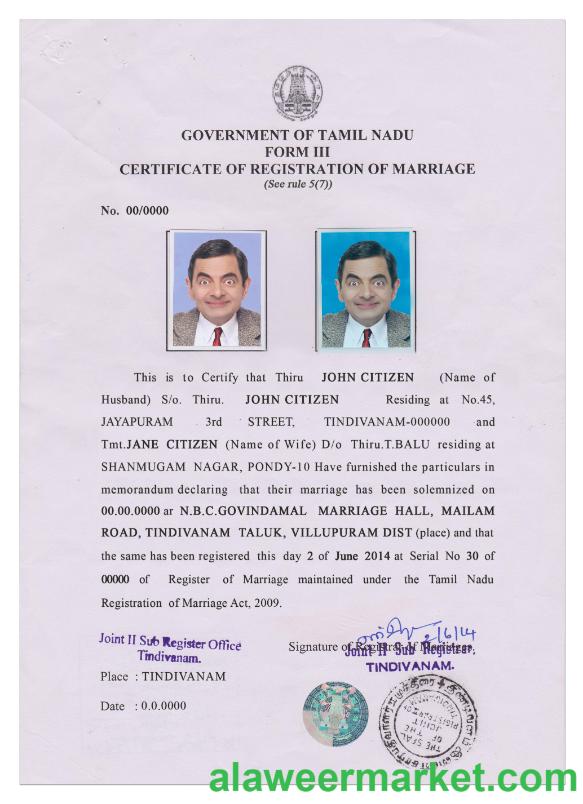 GOVERNMENT OF TAMIL NADU
FORM III
CERTIFICATE OF REGISTRATION OF MARRIAGE
(See rule 5(7))
No. 00/0000
This is to Certify that Thiru JOHN CITIZEN (Name of
Husband) S/o. Thiru. JOHN CITIZEN Residing at No.45,
JAYAPURAM 3rd STREET, TINDIVANAM-000000 and
Tmt.JANE CITIZEN (Name of Wife) D/o Thiru.T.BALU residing at
SHANMUGAM NAGAR, PONDY-10 Have furnished the particulars in
memorandum declaring that their marriage has been solemnized on
00.00.0000 ar N.B.C.GOVINDAMAL MARRIAGE HALL, MAILAM
ROAD, TINDIVANAM TALUK, VILLUPURAM DIST (place) and that
the same has been registered this day 2 of June 2014 at Serial No 30 of
00000 of Register of Marriage maintained under the Tamil Nadu
Registration of Marriage Act, 2009.
Joint II Sub Register Office
Tindivanam.
Signature of Registrar of Marriages
2/6/14
Joint II Sub Registrar,
TINDIVANAM.
Place : TINDIVANAM
Date : 0.0.0000
THE SEAL
OF THE
alaweermarket.com